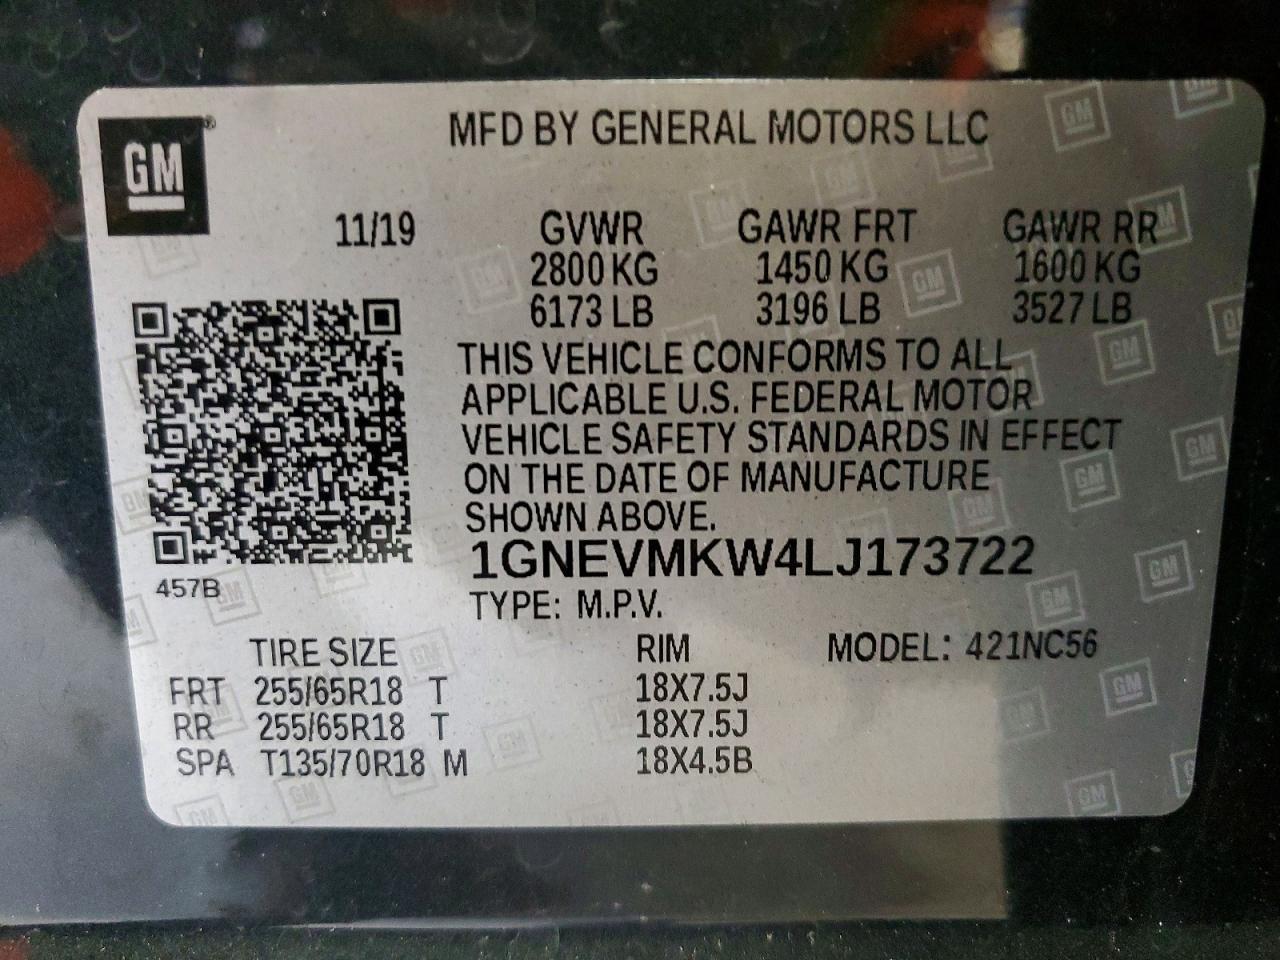 GM®
MFD BY GENERAL MOTORS LLC
11/19 GVWR GAWR FRT GAWR RR
2800 KG 1450 KG 1600 KG
6173 LB 3196 LB 3527 LB
THIS VEHICLE CONFORMS TO ALL
APPLICABLE U.S. FEDERAL MOTOR
VEHICLE SAFETY STANDARDS IN EFFECT
ON THE DATE OF MANUFACTURE
SHOWN ABOVE.
1GNEVMKW4LJ173722
457B
TYPE: M.P.V.
TIRE SIZE RIM MODEL: 421NC56
FRT 255/65R18 T 18X7.5J
RR 255/65R18 T 18X7.5J
SPA T135/70R18 M 18X4.5B